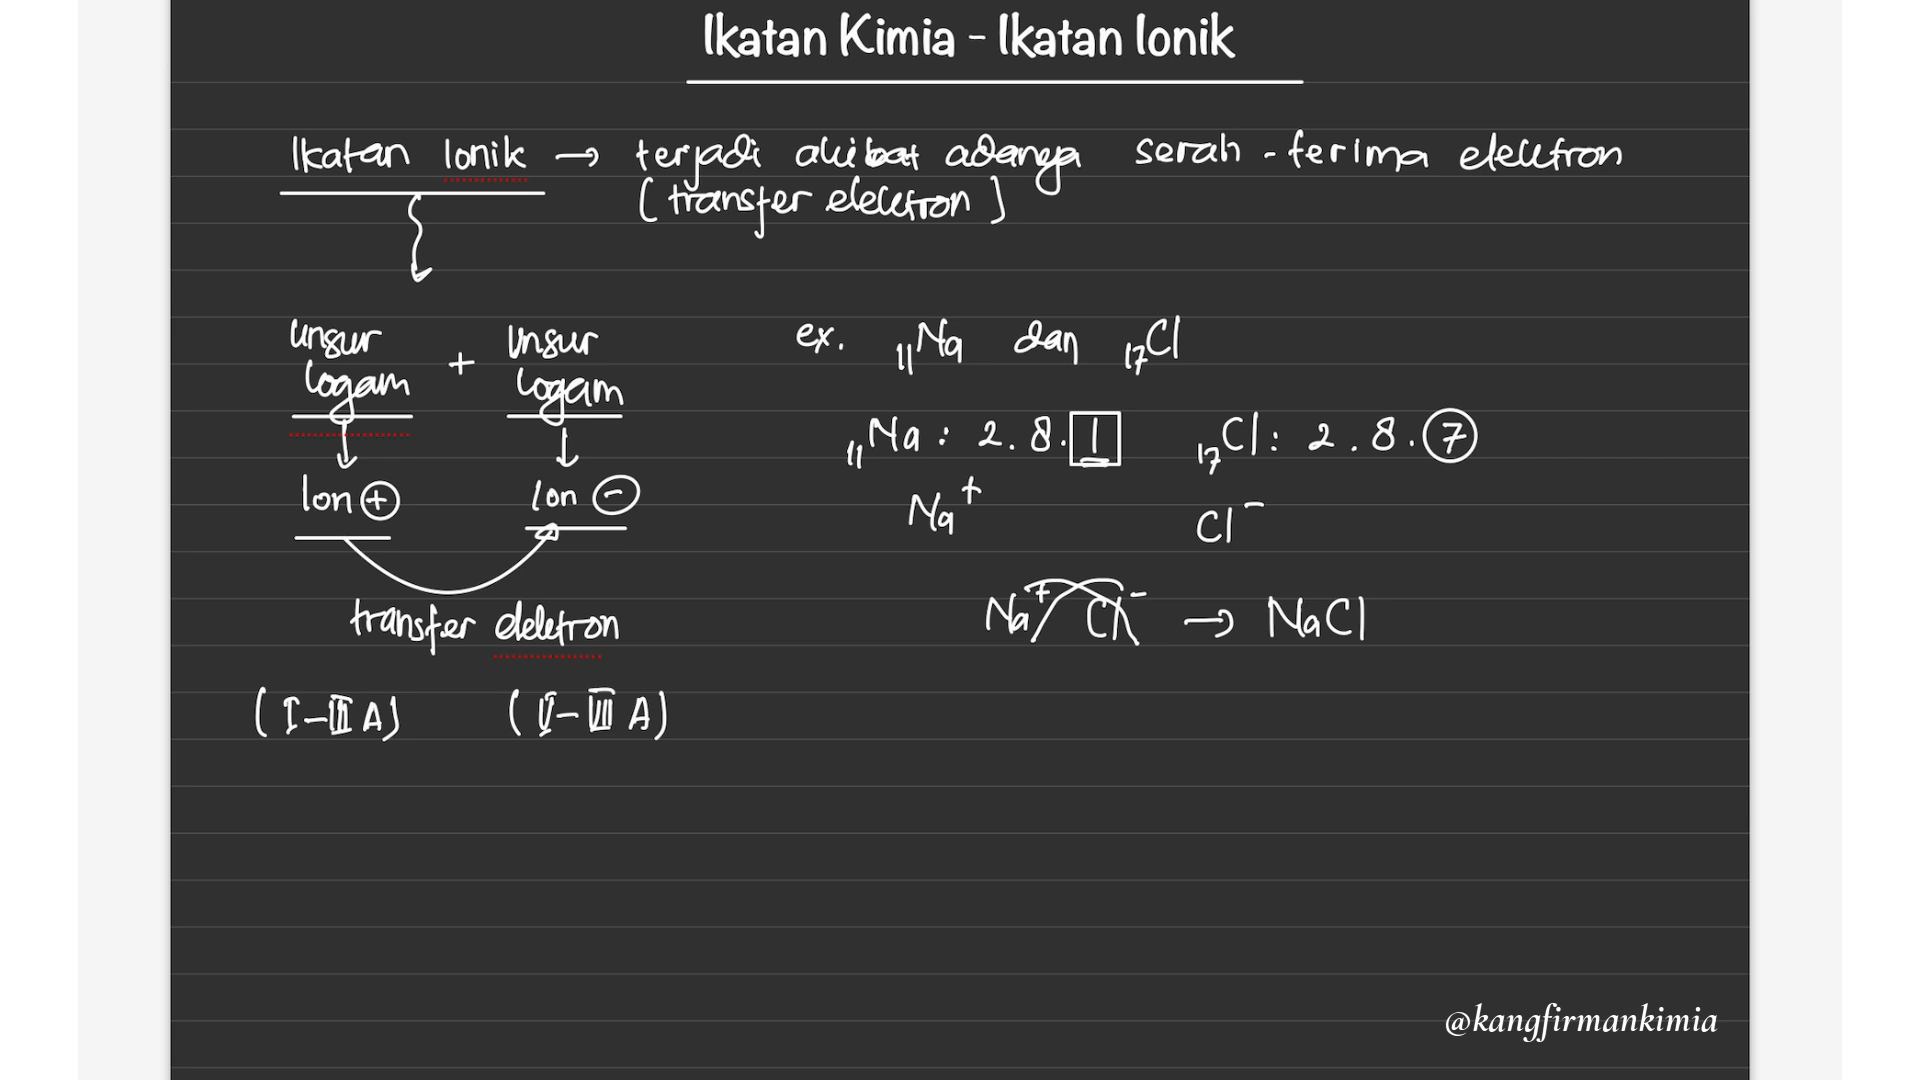 Ikatan Kimia - Ikatan Ionik
Ikatan Ionik → terjadi akibat adanya serah - terima elektron
(transfer elektron)
unsur logam + unsur logam
ion ⊕ ion ⊖
transfer elektron
(I-III A) (V-VII A)
ex. ₁₁Na dan ₁₇Cl
₁₁Na : 2. 8. 1 ₁₇Cl : 2. 8. 7
Na⁺ Cl⁻
Na⁺ Cl⁻ → NaCl
@kangfirmankimia